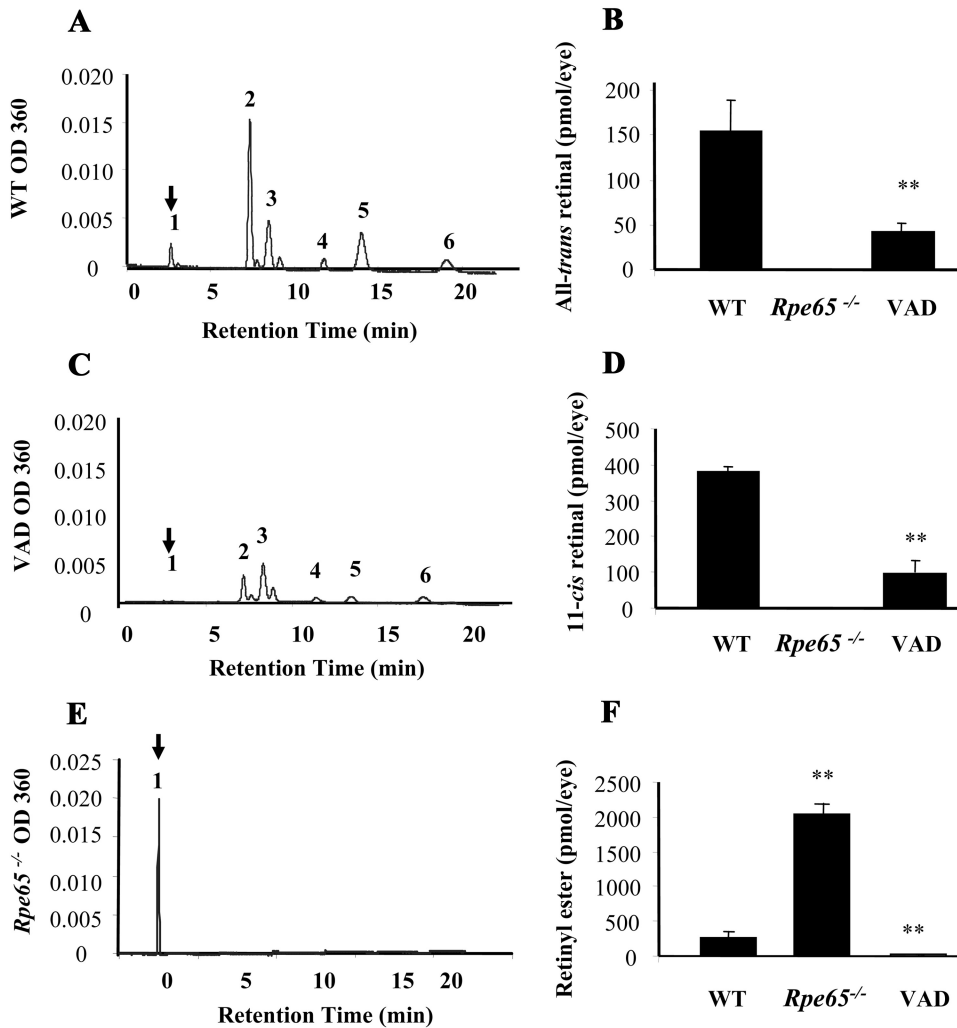 A
WT OD 360
0.020
0.015
0.010
0.005
0
1
2
3
4
5
6
0 5 10 15 20
Retention Time (min)
B
All-trans retinal (pmol/eye)
200
150
100
50
0
**
WT Rpe65 -/- VAD
C
VAD OD 360
0.020
0.015
0.010
0.005
0
1
2
3
4
5
6
0 5 10 15 20
Retention Time (min)
D
11-cis retinal (pmol/eye)
500
400
300
200
100
0
**
WT Rpe65 -/- VAD
E
Rpe65 -/- OD 360
0.025
0.020
0.015
0.010
0.005
0
1
0 5 10 15 20
Retention Time (min)
F
Retinyl ester (pmol/eye)
2500
2000
1500
1000
500
0
**
**
WT Rpe65-/- VAD